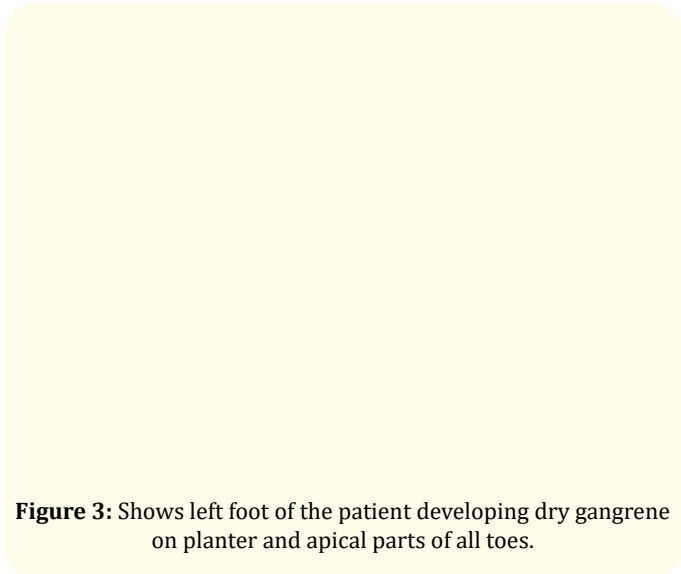 Figure 3: Shows left foot of the patient developing dry gangrene
on planter and apical parts of all toes.